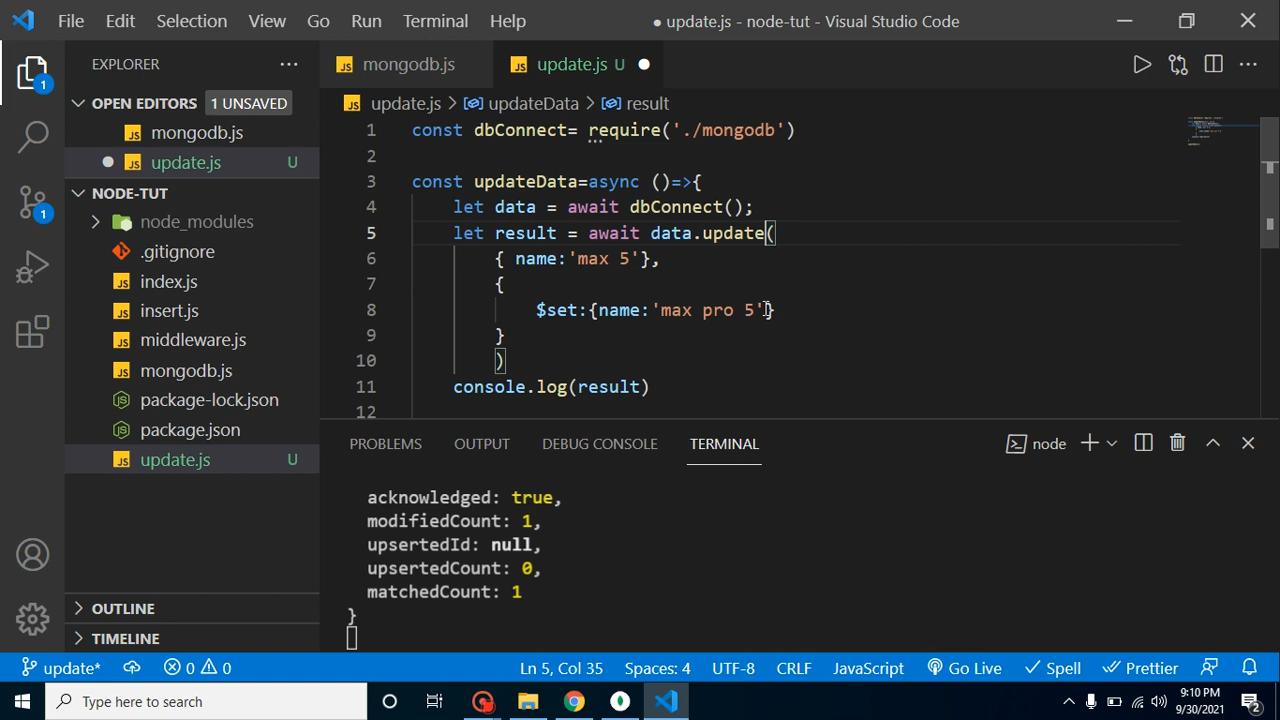 File Edit Selection View Go Run Terminal Help
● update.js - node-tut - Visual Studio Code
EXPLORER
OPEN EDITORS 1 UNSAVED
mongodb.js
update.js U
NODE-TUT
node_modules
.gitignore
index.js
insert.js
middleware.js
mongodb.js
package-lock.json
package.json
update.js U
OUTLINE
TIMELINE
1
1
mongodb.js update.js U
update.js > updateData > result
1 const dbConnect= require('./mongodb')
2
3 const updateData=async ()=>{
4 let data = await dbConnect();
5 let result = await data.update(
6 { name:'max 5'},
7 {
8 $set:{name:'max pro 5'}
9 }
10 )
11 console.log(result)
12
PROBLEMS OUTPUT DEBUG CONSOLE TERMINAL node
acknowledged: true,
modifiedCount: 1,
upsertedId: null,
upsertedCount: 0,
matchedCount: 1
}
update* 0 0 Ln 5, Col 35 Spaces: 4 UTF-8 CRLF JavaScript Go Live Spell Prettier
Type here to search
9:10 PM
9/30/2021
2